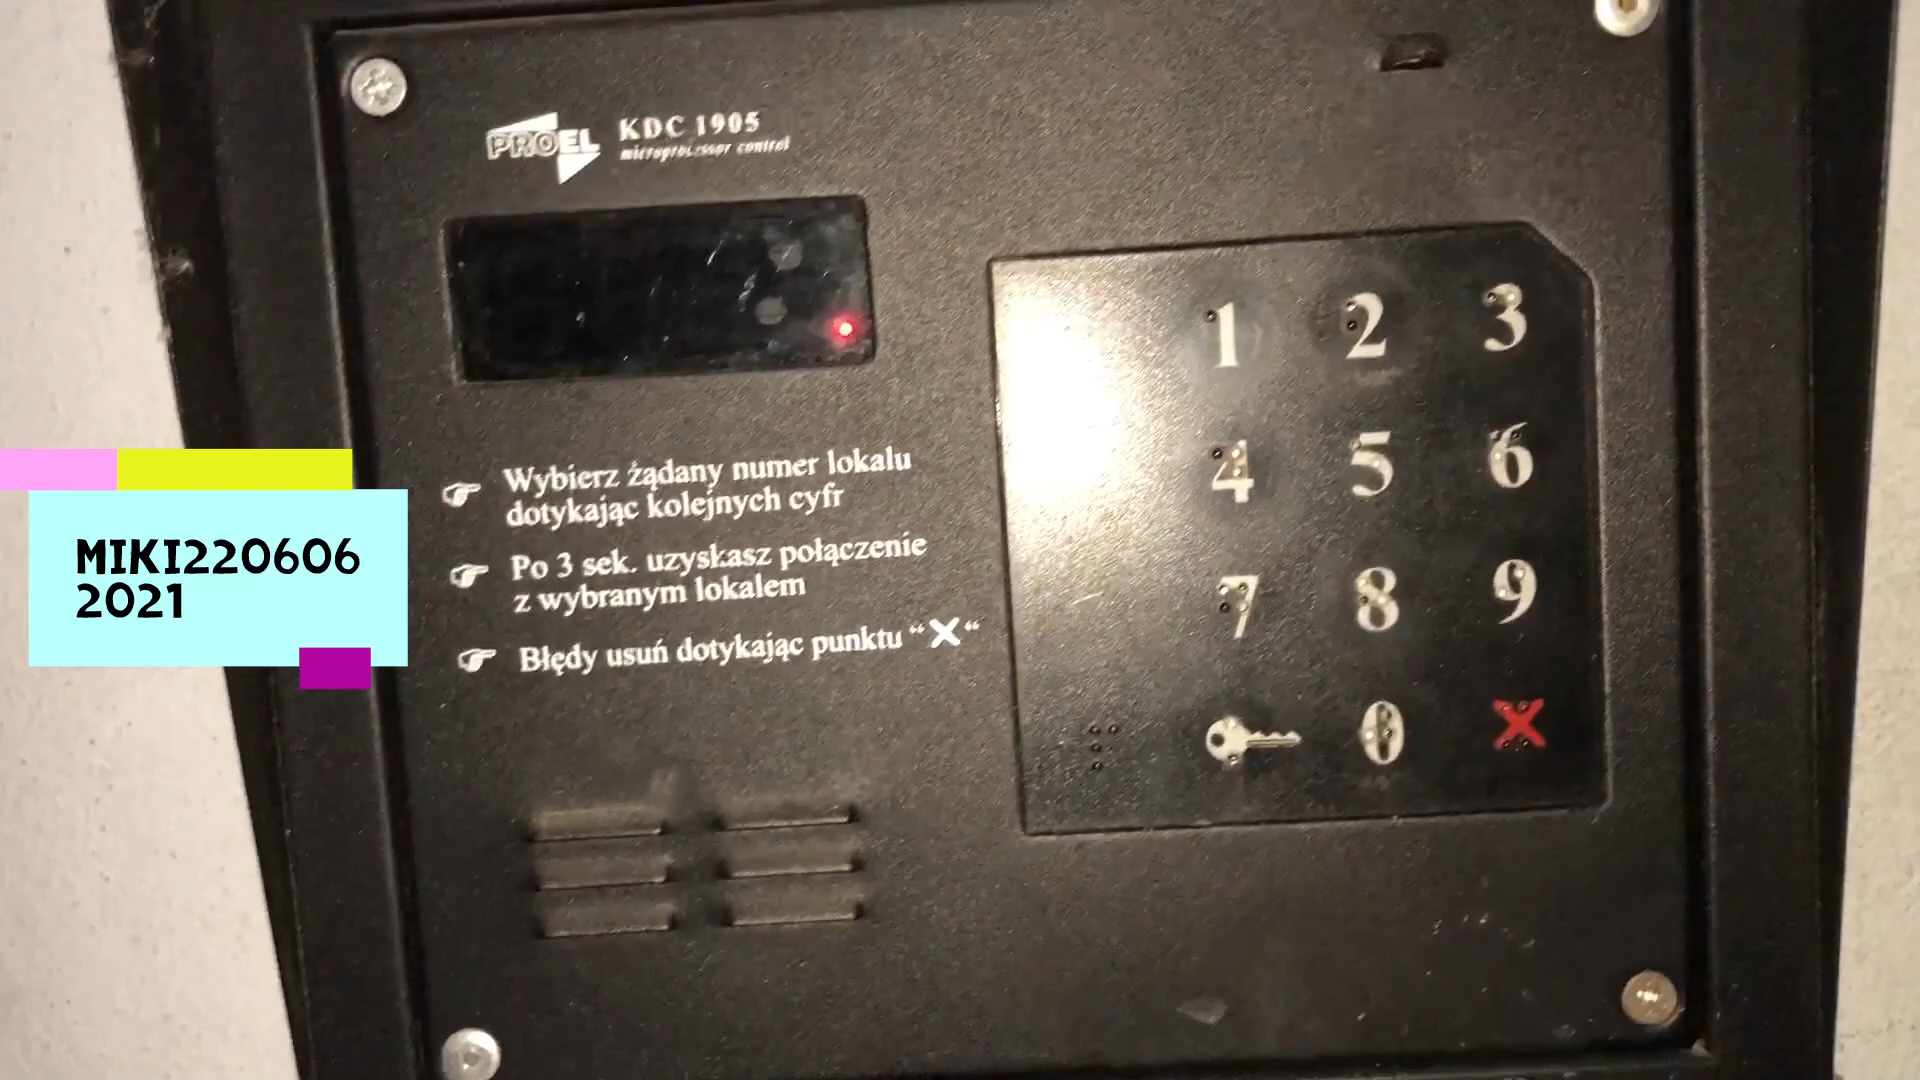 PROEL
KDC 1905
microprocessor control
Wybierz żądany numer lokalu
dotykając kolejnych cyfr
Po 3 sek. uzyskasz połączenie
z wybranym lokalem
Błędy usuń dotykając punktu “X“
1 2 3
4 5 6
7 8 9
0 X
MIKI220606
2021